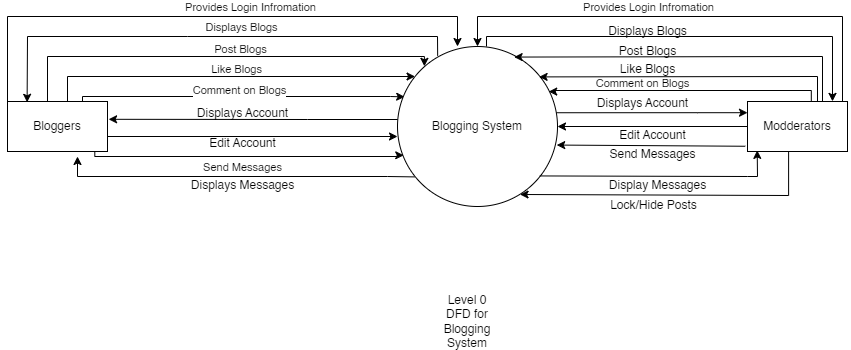 Provides Login Infromation
Provides Login Infromation
Displays Blogs
Displays Blogs
Post Blogs
Post Blogs
Like Blogs
Like Blogs
Comment on Blogs
Comment on Blogs
Displays Account
Displays Account
Bloggers
Blogging System
Modderators
Edit Account
Edit Account
Send Messages
Send Messages
Displays Messages
Display Messages
Lock/Hide Posts
Level 0
DFD for
Blogging
System